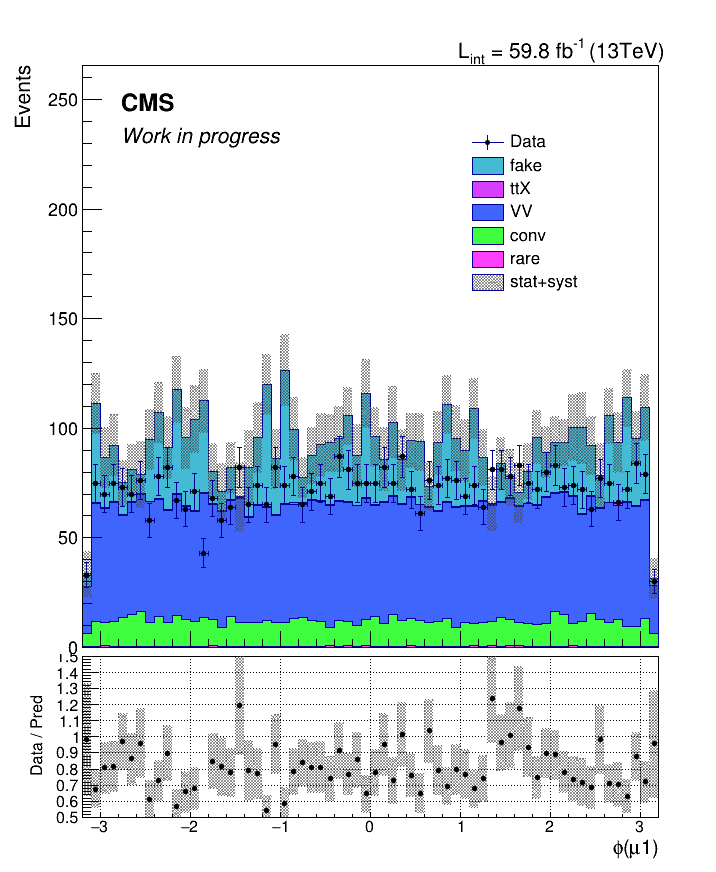 L_int = 59.8 fb^-1 (13TeV)
Events
CMS
Work in progress
250
200
150
100
50
0
Data
fake
ttX
VV
conv
rare
stat+syst
Data / Pred
1.5
1.4
1.3
1.2
1.1
1
0.9
0.8
0.7
0.6
0.5
−3 −2 −1 0 1 2 3
ϕ(μ1)